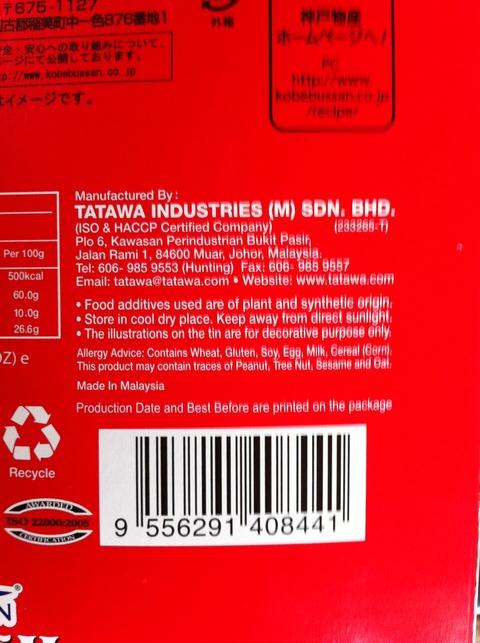 〒675-1127
古郡稲美町中一色876番地1
安全・安心への取り組みについて、
ページにて公開しております。
http://www.kobebussan.co.jp
はイメージです。
外箱
神戸物産
ホームページへ!
PC
http://www.
kobebussan.co.jp
/recipe/
Manufactured By :
TATAWA INDUSTRIES (M) SDN. BHD.
(ISO & HACCP Certified Company) (233265-T)
Plo 6, Kawasan Perindustrian Bukit Pasir,
Jalan Rami 1, 84600 Muar, Johor, Malaysia.
Tel: 606- 985 9553 (Hunting) Fax: 606- 985 9557
Email: tatawa@tatawa.com • Website: www.tatawa.com
• Food additives used are of plant and synthetic origin.
• Store in cool dry place. Keep away from direct sunlight.
• The illustrations on the tin are for decorative purpose only.
Allergy Advice: Contains Wheat, Gluten, Soy, Egg, Milk, Cereal (Corn).
This product may contain traces of Peanut, Tree Nut, Sesame and Oat.
Made In Malaysia
Production Date and Best Before are printed on the package
Per 100g
500kcal
60.0g
10.0g
26.6g
OZ) e
Recycle
AWARDED
ISO 22000:2005
CERTIFICATION
9 556291 408441
N®